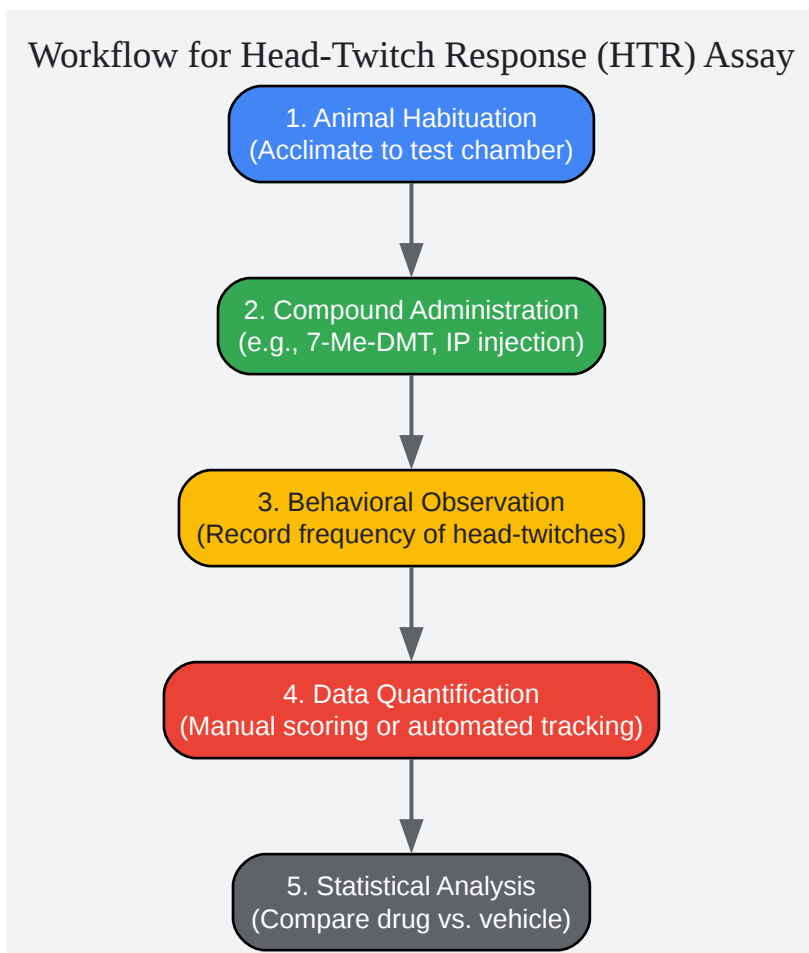 Workflow for Head-Twitch Response (HTR) Assay
1. Animal Habituation
(Acclimate to test chamber)
2. Compound Administration
(e.g., 7-Me-DMT, IP injection)
3. Behavioral Observation
(Record frequency of head-twitches)
4. Data Quantification
(Manual scoring or automated tracking)
5. Statistical Analysis
(Compare drug vs. vehicle)